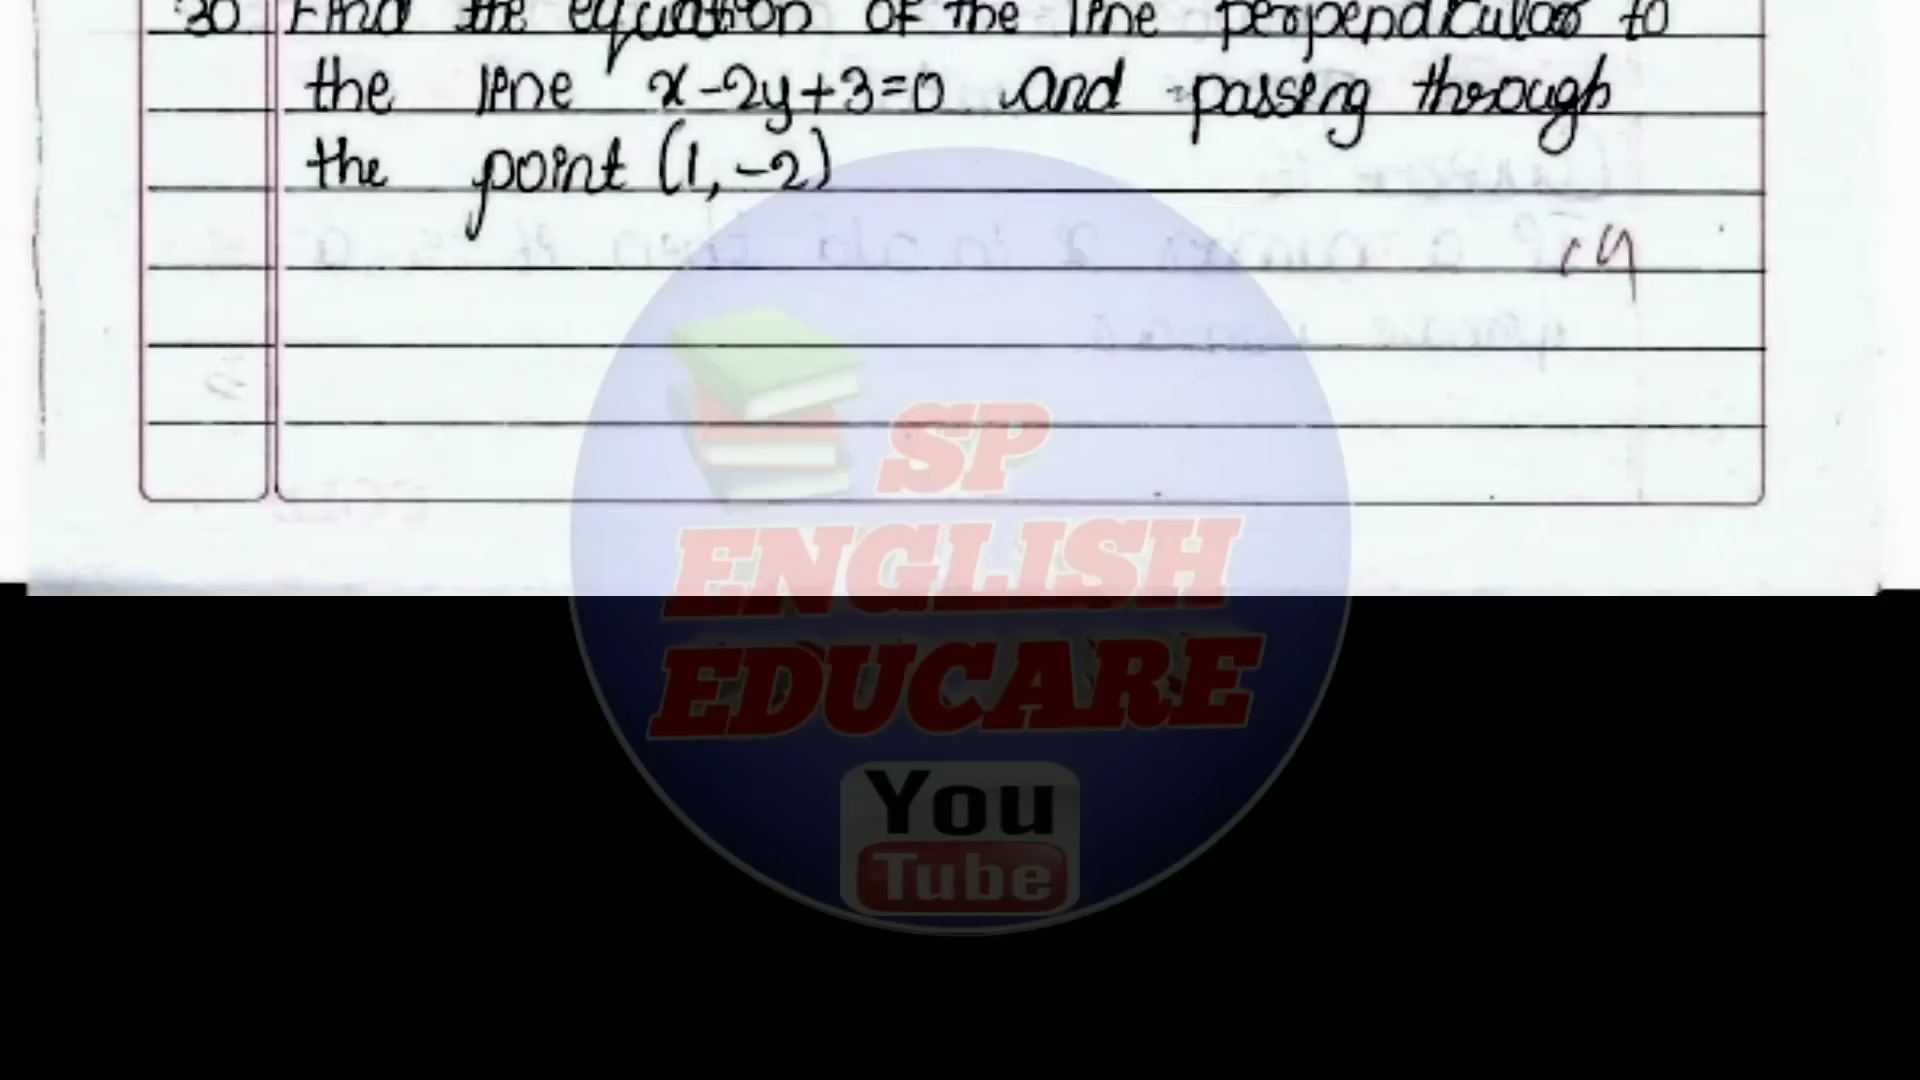 30 Find the equation of the line perpendicular to
the line x-2y+3=0 and passing through
the point (1,-2)
SP
ENGLISH
EDUCARE
You
Tube